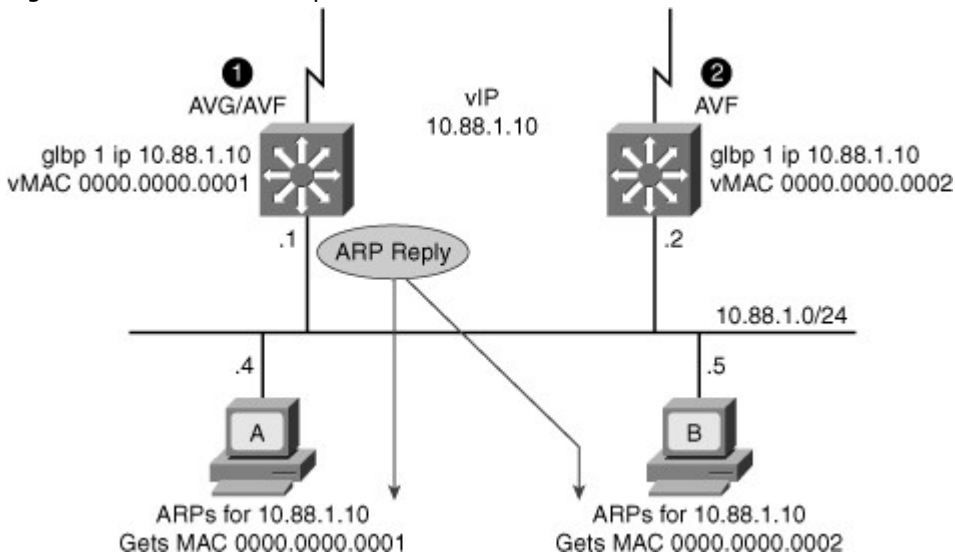 1
AVG/AVF
2
AVF
vIP
10.88.1.10
glbp 1 ip 10.88.1.10
vMAC 0000.0000.0001
glbp 1 ip 10.88.1.10
vMAC 0000.0000.0002
.1
ARP Reply
.2
10.88.1.0/24
.4
.5
A
B
ARPs for 10.88.1.10
Gets MAC 0000.0000.0001
ARPs for 10.88.1.10
Gets MAC 0000.0000.0002